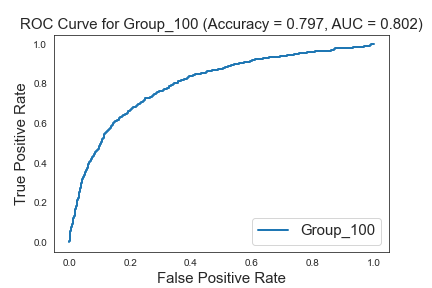 ROC Curve for Group_100 (Accuracy = 0.797, AUC = 0.802)
1.0
0.8
0.6
0.4
0.2
0.0
True Positive Rate
Group_100
0.0 0.2 0.4 0.6 0.8 1.0
False Positive Rate